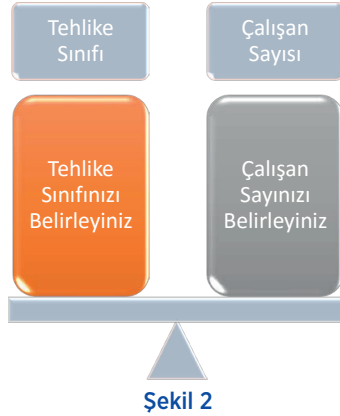 Tehlike
Sınıfı
Çalışan
Sayısı
Tehlike
Sınıfınızı
Belirleyiniz
Çalışan
Sayınızı
Belirleyiniz
Şekil 2